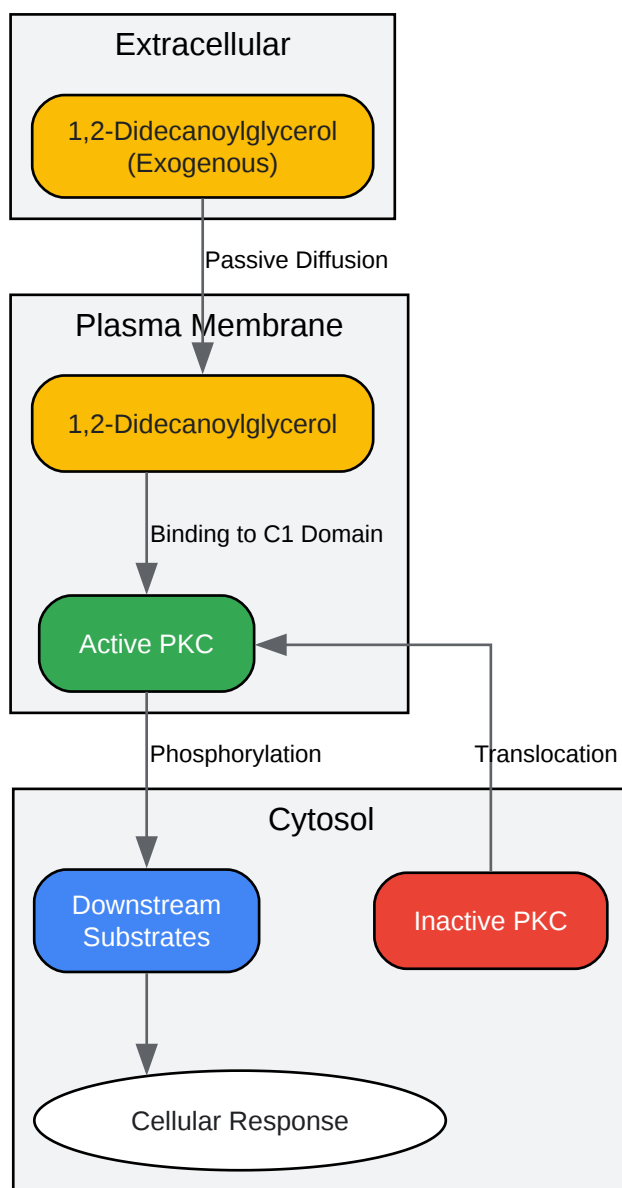 Extracellular
1,2-Didecanoylglycerol
(Exogenous)
Passive Diffusion
Plasma Membrane
1,2-Didecanoylglycerol
Binding to C1 Domain
Active PKC
Phosphorylation
Translocation
Cytosol
Downstream
Substrates
Inactive PKC
Cellular Response